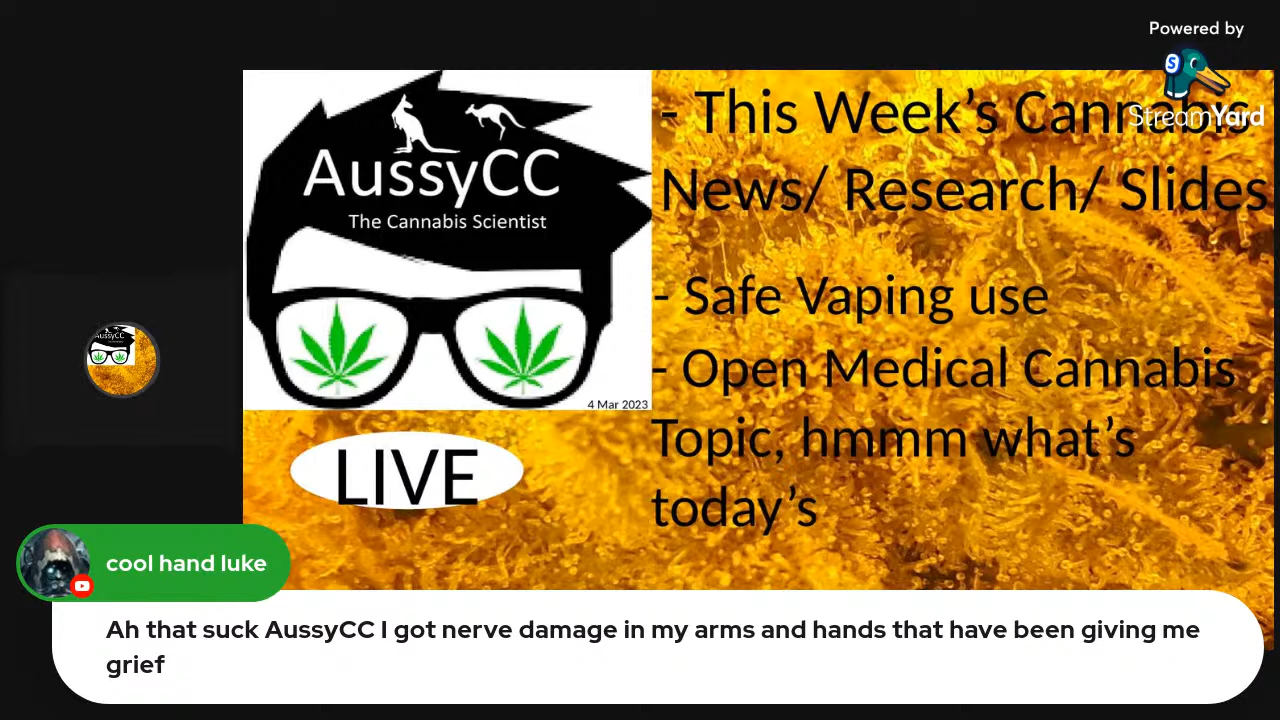 Powered by
StreamYard
- This Week's Cannabis
News/ Research/ Slides
AussyCC
The Cannabis Scientist
- Safe Vaping use
- Open Medical Cannabis
Topic, hmmm what's
today's
4 Mar 2023
LIVE
cool hand luke
Ah that suck AussyCC I got nerve damage in my arms and hands that have been giving me
grief